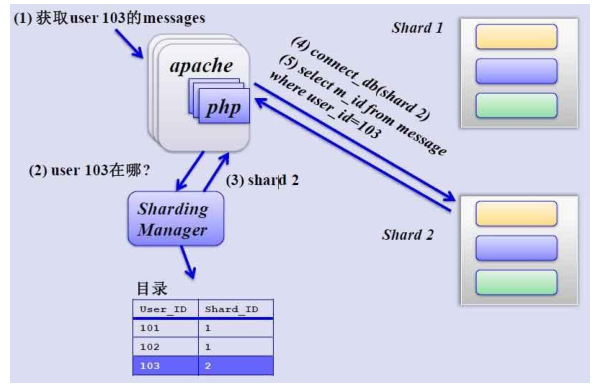 (1) 获取user 103的messages
Shard 1
apache
php
(4) connect_db(shard 2)
(5) select m_id from message
where user_id=103
(2) user 103在哪?
(3) shard 2
Sharding
Manager
Shard 2
目录
User_ID Shard_ID
101 1
102 1
103 2